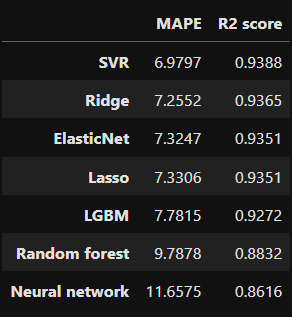 MAPE R2 score
SVR 6.9797 0.9388
Ridge 7.2552 0.9365
ElasticNet 7.3247 0.9351
Lasso 7.3306 0.9351
LGBM 7.7815 0.9272
Random forest 9.7878 0.8832
Neural network 11.6575 0.8616